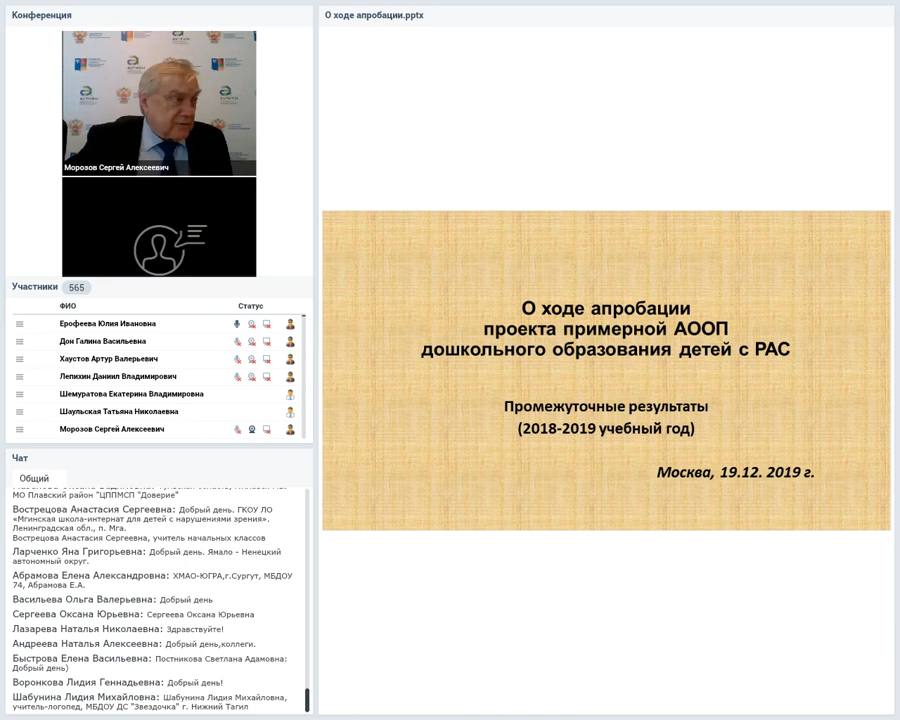 Конференция
Морозов Сергей Алексеевич
Участники 565
ФИО Статус
Ерофеева Юлия Ивановна
Дон Галина Васильевна
Хаустов Артур Валерьевич
Лепихин Даниил Владимирович
Шемуратова Екатерина Владимировна
Шаульская Татьяна Николаевна
Морозов Сергей Алексеевич
Чат
Общий
МО Плавский район "ЦППМСП "Доверие"
Вострецова Анастасия Сергеевна: Добрый день. ГКОУ ЛО
«Мгинская школа-интернат для детей с нарушениями зрения».
Ленинградская обл., п. Мга.
Вострецова Анастасия Сергеевна, учитель начальных классов
Ларченко Яна Григорьевна: Добрый день. Ямало - Ненецкий
автономный округ.
Абрамова Елена Александровна: ХМАО-ЮГРА,г.Сургут, МБДОУ
74, Абрамова Е.А.
Васильева Ольга Валерьевна: Добрый день
Сергеева Оксана Юрьевна: Сергеева Оксана Юрьевна
Лазарева Наталья Николаевна: Здравствуйте!
Андреева Наталья Алексеевна: Добрый день,коллеги.
Быстрова Елена Васильевна: Постникова Светлана Адамовна:
Добрый день)
Воронкова Лидия Геннадьевна: Добрый день!
Шабунина Лидия Михайловна: Шабунина Лидия Михайловна,
учитель-логопед, МБДОУ ДС "Звездочка" г. Нижний Тагил
О ходе апробации.pptx
О ходе апробации
проекта примерной АООП
дошкольного образования детей с РАС
Промежуточные результаты
(2018-2019 учебный год)
Москва, 19.12. 2019 г.